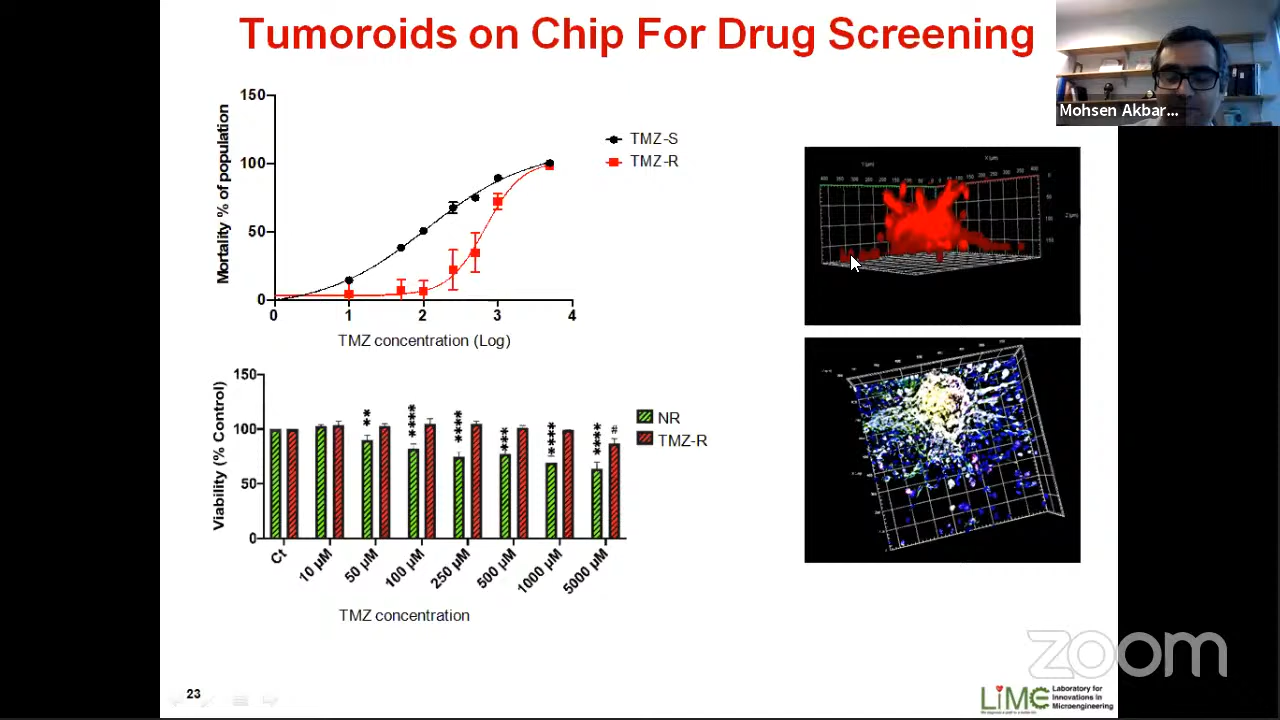 Tumoroids on Chip For Drug Screening
Mohsen Akbar...
150
100
50
0
Mortality % of population
0
1
2
3
4
TMZ concentration (Log)
TMZ-S
TMZ-R
150
100
50
0
Viability (% Control)
**
****
****
***
****
****
#
Ct
10 µM
50 µM
100 µM
250 µM
500 µM
1000 µM
5000 µM
TMZ concentration
NR
TMZ-R
zoom
23
LiME
Laboratory for
Innovations in
Microengineering